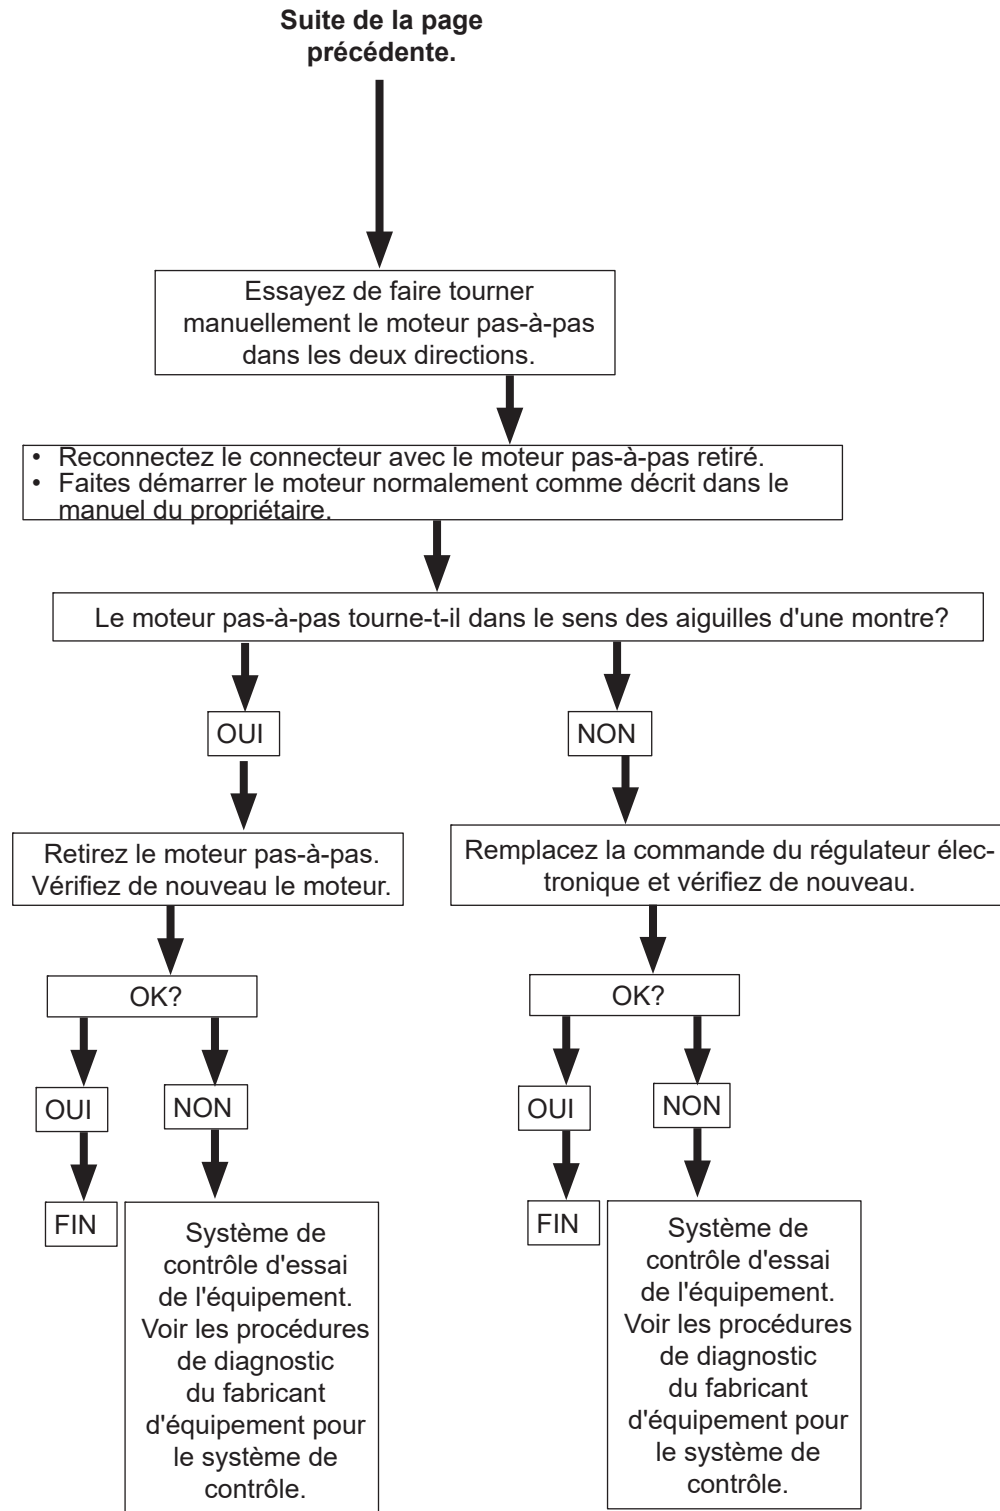 Suite de la page
précédente.
Essayez de faire tourner
manuellement le moteur pas-à-pas
dans les deux directions.
• Reconnectez le connecteur avec le moteur pas-à-pas retiré.
• Faites démarrer le moteur normalement comme décrit dans le
manuel du propriétaire.
Le moteur pas-à-pas tourne-t-il dans le sens des aiguilles d'une montre?
OUI
NON
Retirez le moteur pas-à-pas.
Vérifiez de nouveau le moteur.
Remplacez la commande du régulateur élec-
tronique et vérifiez de nouveau.
OK?
OK?
OUI
NON
OUI
NON
FIN
Système de
contrôle d'essai
de l'équipement.
Voir les procédures
de diagnostic
du fabricant
d'équipement pour
le système de
contrôle.
FIN
Système de
contrôle d'essai
de l'équipement.
Voir les procédures
de diagnostic
du fabricant
d'équipement pour
le système de
contrôle.